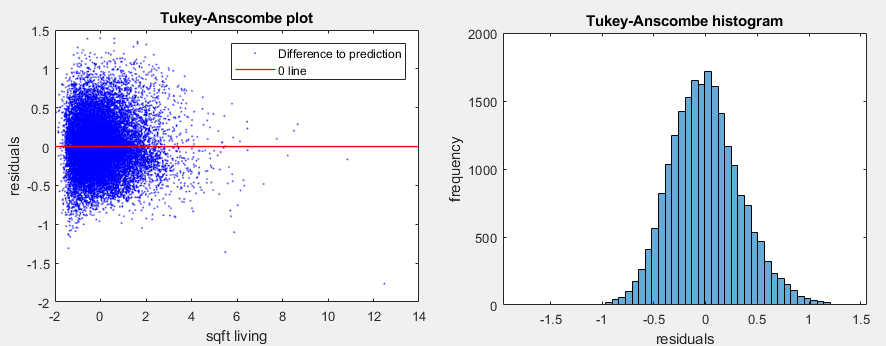 Tukey-Anscombe plot
1.5
1
0.5
0
-0.5
-1
-1.5
-2
residuals
Difference to prediction
0 line
-2 0 2 4 6 8 10 12 14
sqft living
Tukey-Anscombe histogram
2000
1500
1000
500
0
frequency
-1.5 -1 -0.5 0 0.5 1 1.5
residuals